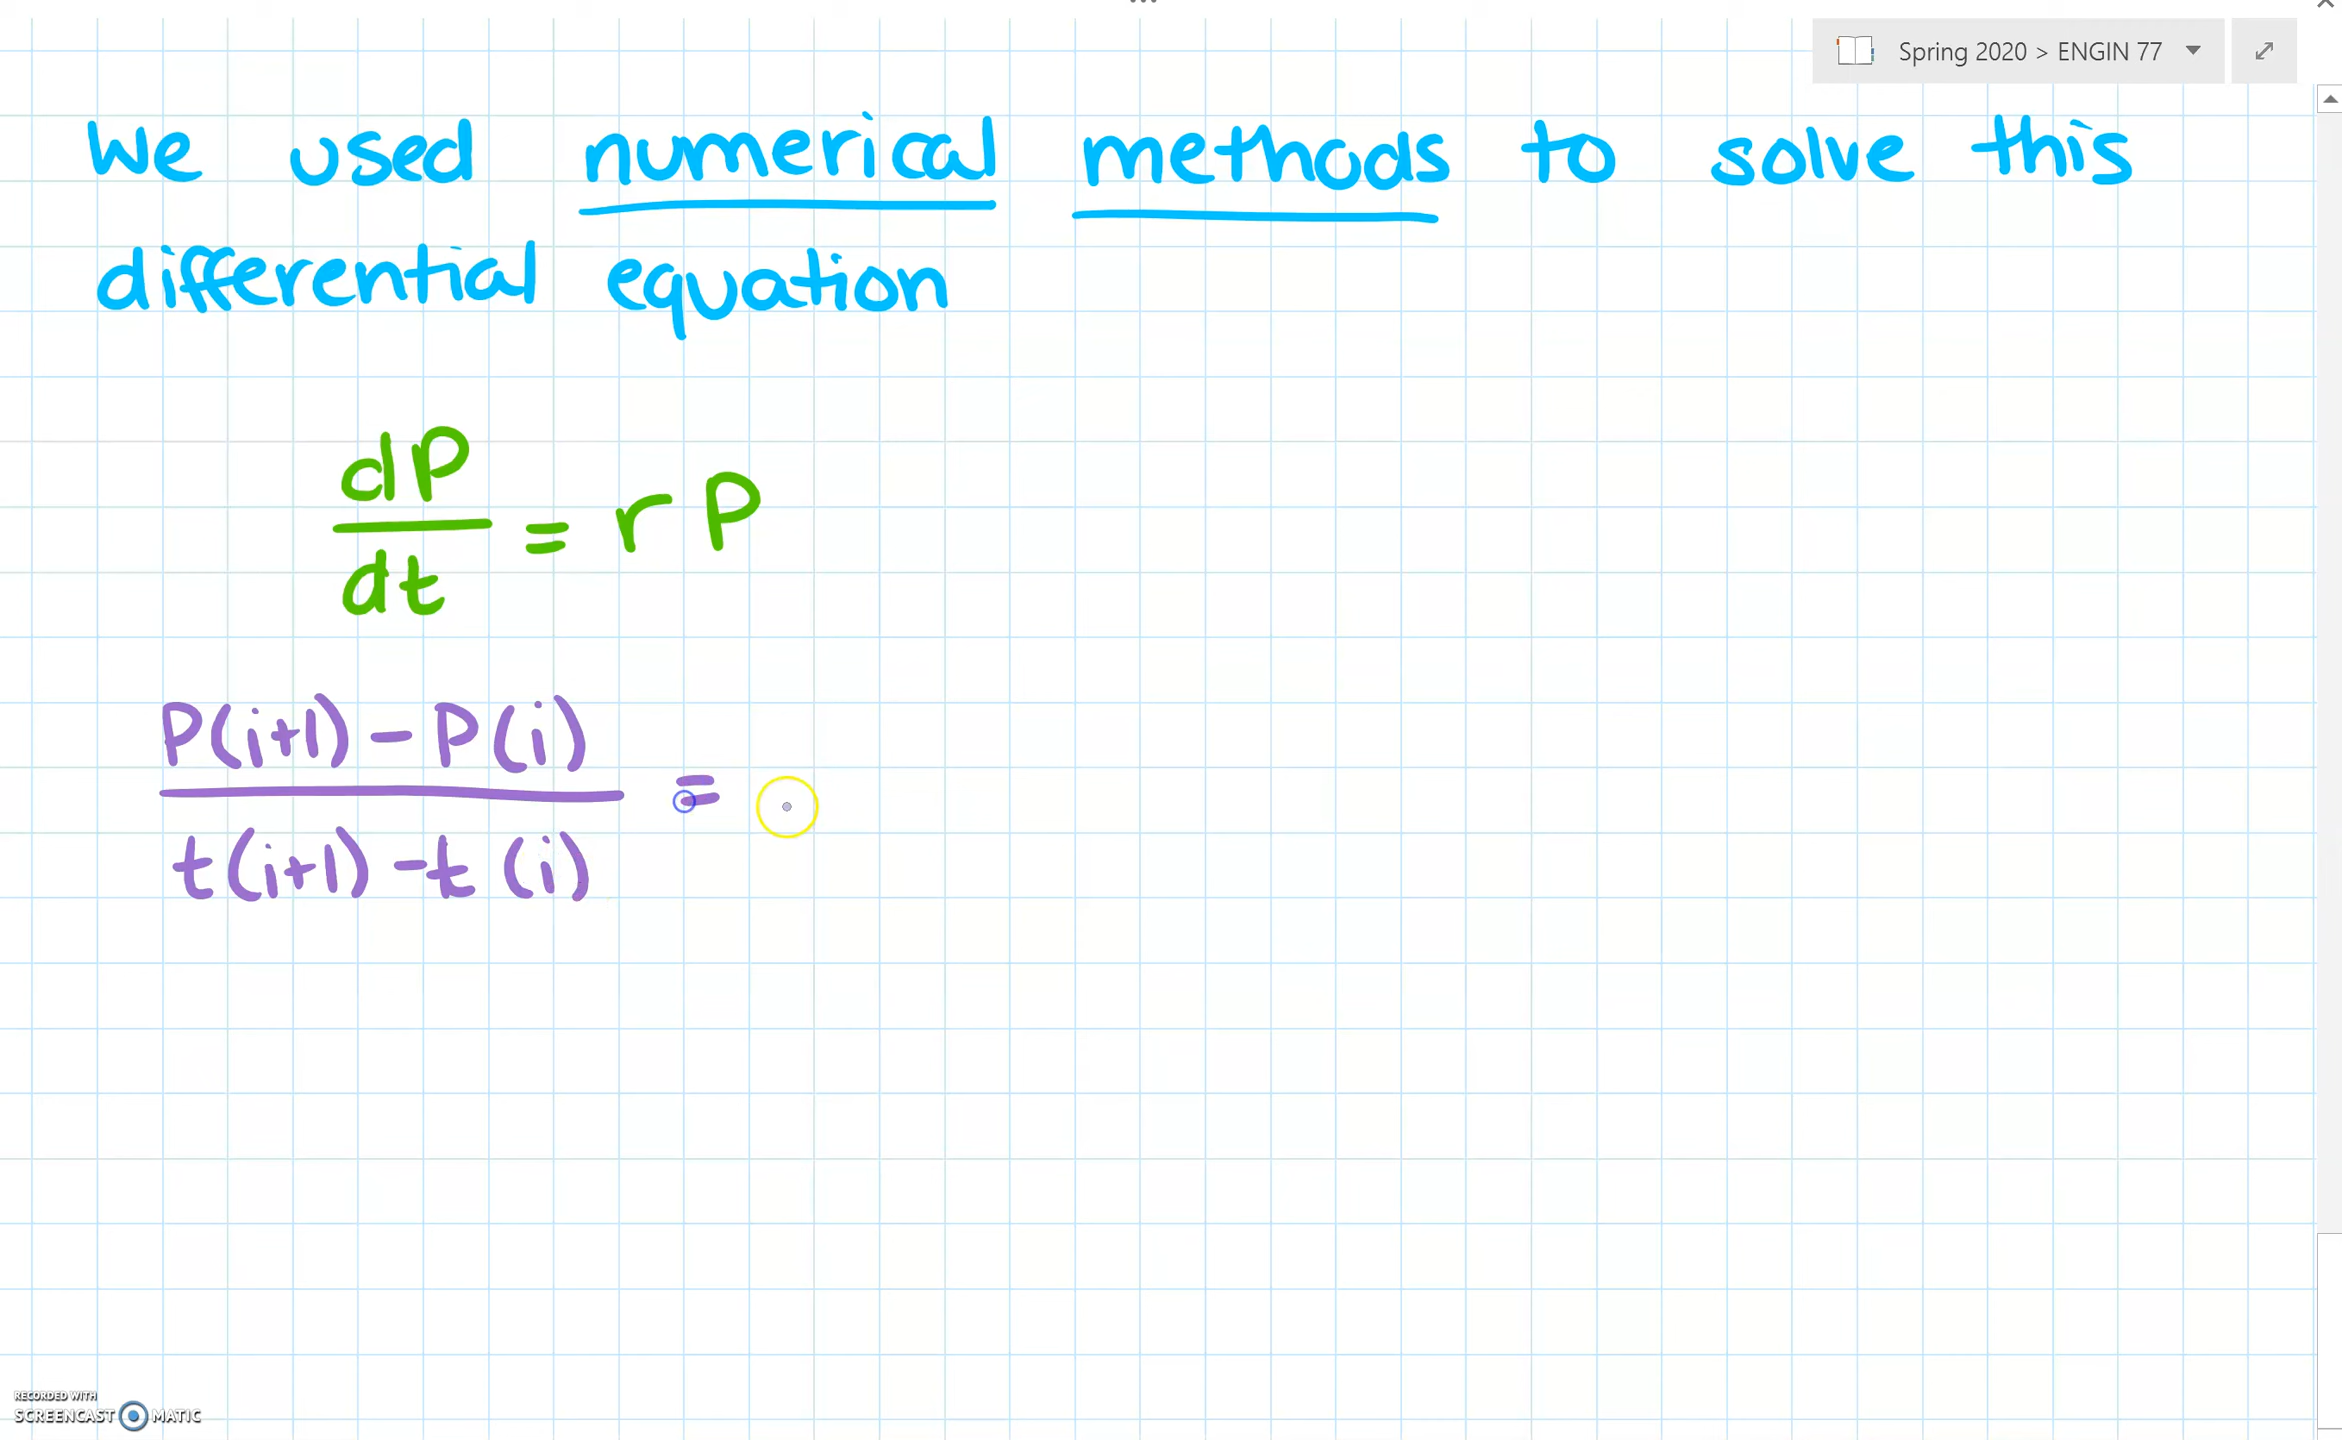 Spring 2020 > ENGIN 77
We used numerical methods to solve this
differential equation
dP/dt = r P
P(i+1) - P(i) / t(i+1) - t(i) =
RECORDED WITH
SCREENCAST MATIC